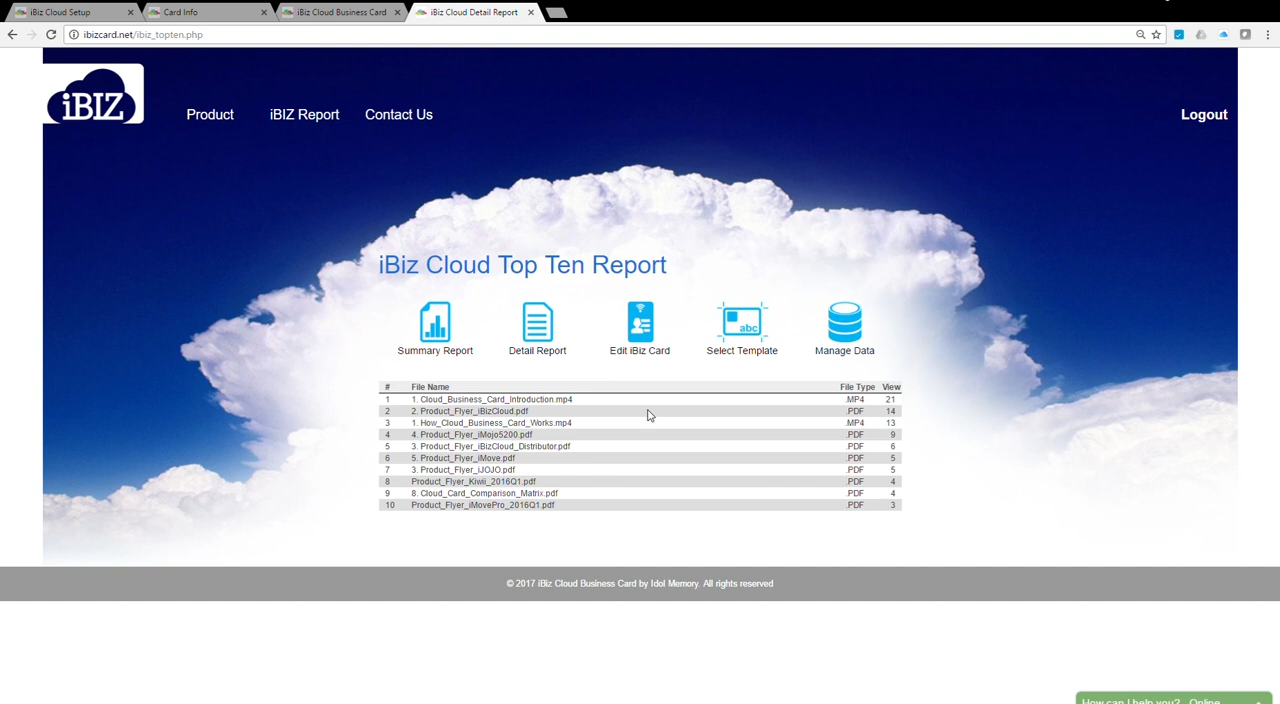 iBiz Cloud Setup
Card Info
iBiz Cloud Business Card
iBiz Cloud Detail Report
ibizcard.net/ibiz_topten.php
iBIZ
Product iBIZ Report Contact Us Logout
iBiz Cloud Top Ten Report
abc
Summary Report Detail Report Edit iBiz Card Select Template Manage Data
# File Name File Type View
1 1. Cloud_Business_Card_Introduction.mp4 .MP4 21
2 2. Product_Flyer_iBizCloud.pdf .PDF 14
3 1. How_Cloud_Business_Card_Works.mp4 .MP4 13
4 4. Product_Flyer_iMojo5200.pdf .PDF 9
5 3. Product_Flyer_iBizCloud_Distributor.pdf .PDF 6
6 5. Product_Flyer_iMove.pdf .PDF 5
7 3. Product_Flyer_iJOJO.pdf .PDF 5
8 Product_Flyer_Kiwii_2016Q1.pdf .PDF 4
9 8. Cloud_Card_Comparison_Matrix.pdf .PDF 4
10 Product_Flyer_iMovePro_2016Q1.pdf .PDF 3
© 2017 iBiz Cloud Business Card by Idol Memory. All rights reserved
How can I help you? Online